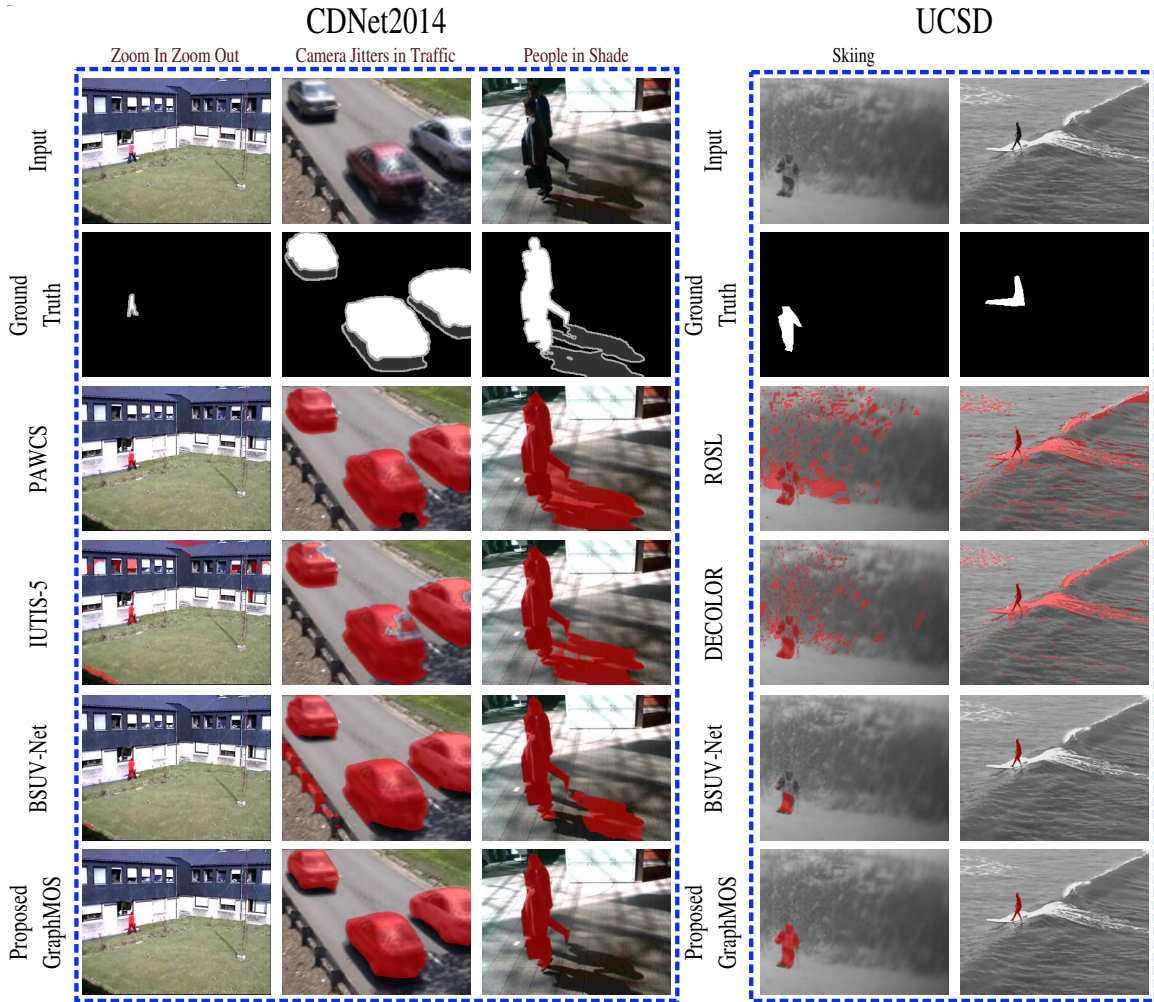 CDNet2014
UCSD
Zoom In Zoom Out
Camera Jitters in Traffic
People in Shade
Skiing
Input
Input
Ground
Truth
Ground
Truth
PAWCS
ROSL
IUTIS-5
DECOLOR
BSUV-Net
BSUV-Net
Proposed
GraphMOS
Proposed
GraphMOS